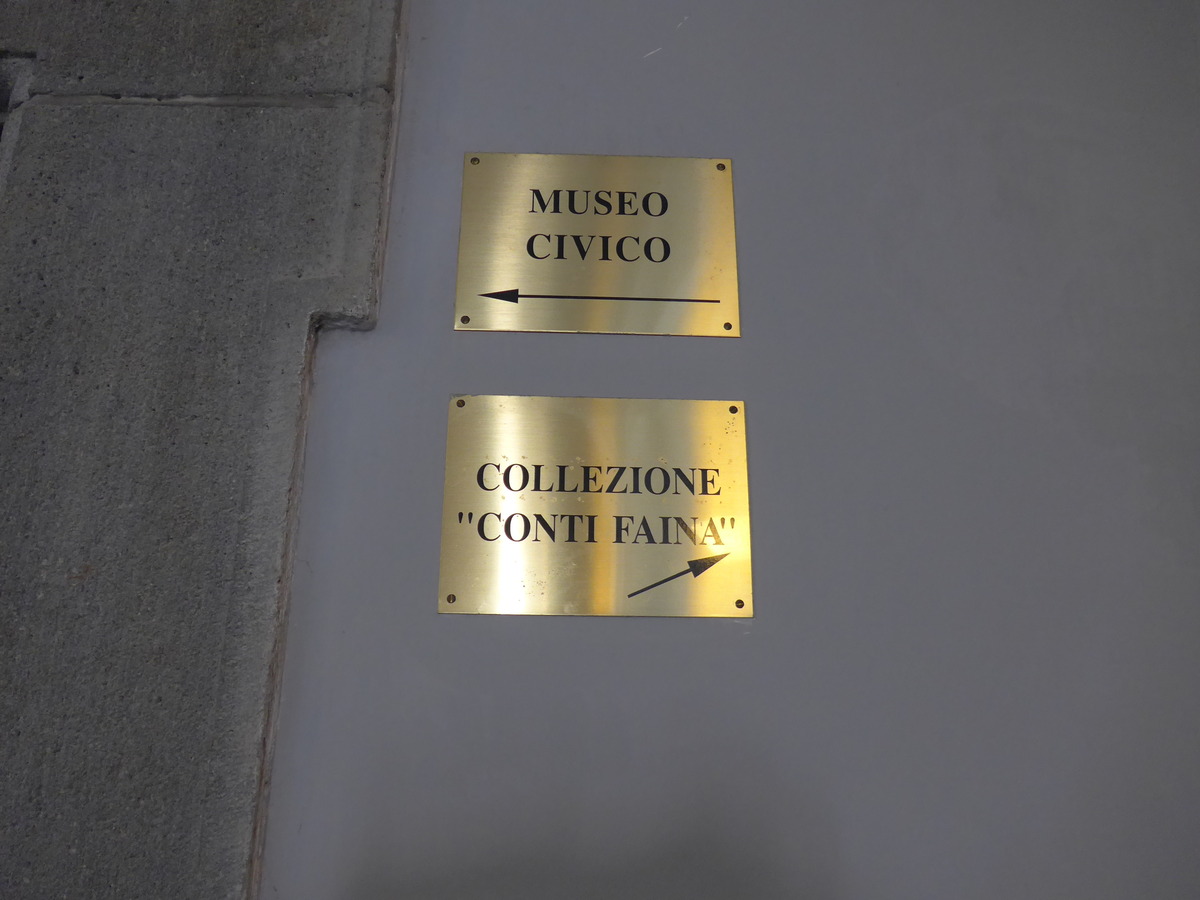 MUSEO
CIVICO
COLLEZIONE
"CONTI FAINA"